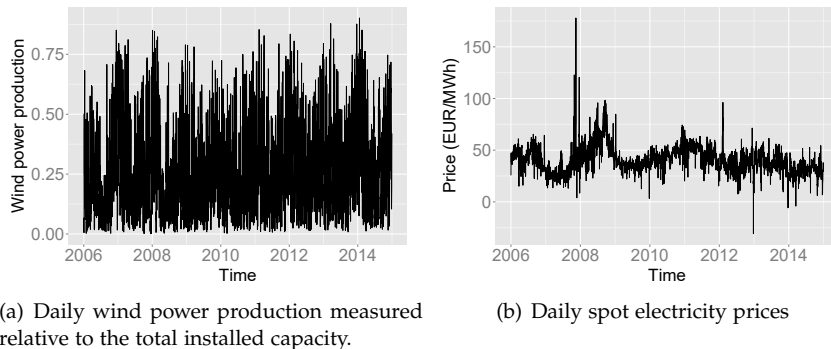 0.75
0.50
0.25
0.00
Wind power production
2006 2008 2010 2012 2014
Time
150
100
50
0
Price (EUR/MWh)
2006 2008 2010 2012 2014
Time
(a) Daily wind power production measured
relative to the total installed capacity.
(b) Daily spot electricity prices